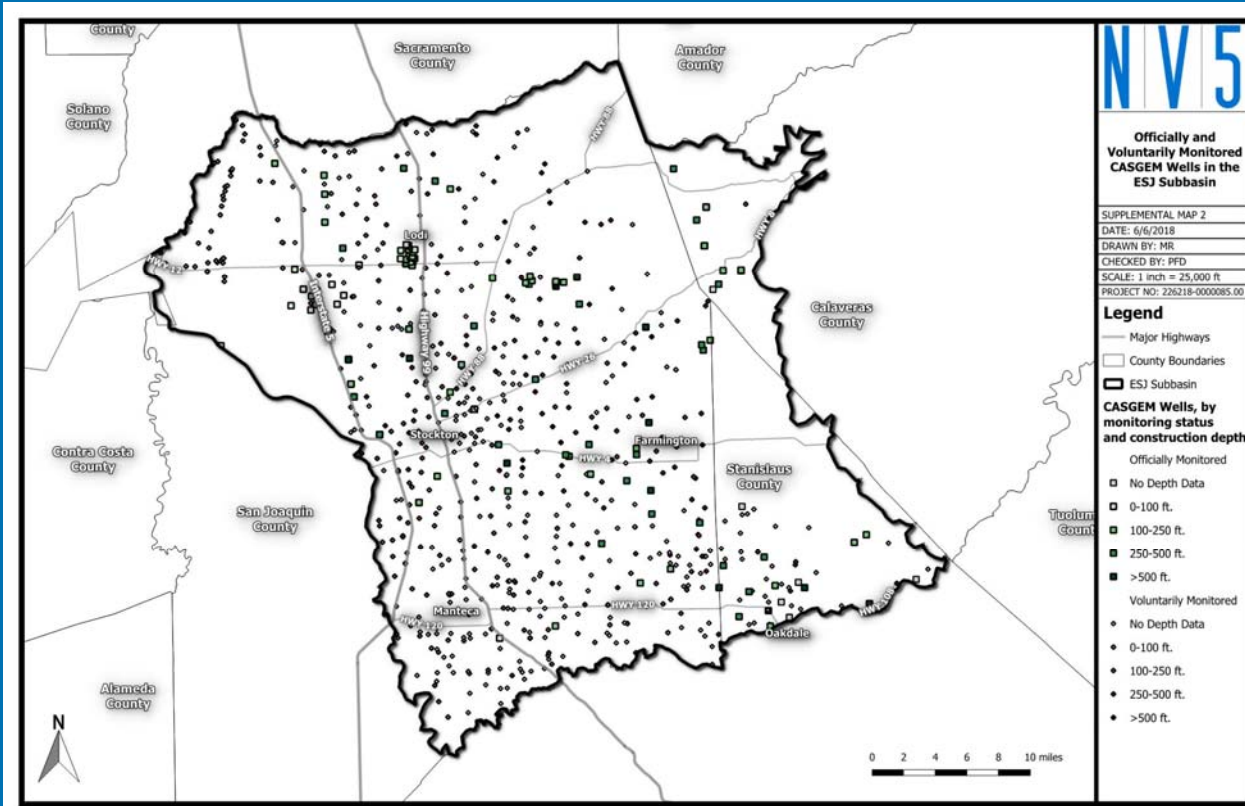 County
Sacramento
County
Amador
County
Solano
County
HWY-88
HWY-8
Lodi
HWY-12
Interstate 5
Highway 99
Calaveras
County
HWY-88
HWY-26
Stockton
Farmington
HWY-4
Contra Costa
County
Stanislaus
County
San Joaquin
County
Tuolum
Count
Manteca
HWY-120
HWY-120
HWY-108
Oakdale
Alameda
County
N
0 2 4 6 8 10 miles
N V 5
Officially and
Voluntarily Monitored
CASGEM Wells in the
ESJ Subbasin
SUPPLEMENTAL MAP 2
DATE: 6/6/2018
DRAWN BY: MR
CHECKED BY: PFD
SCALE: 1 inch = 25,000 ft
PROJECT NO: 226218-0000085.00
Legend
Major Highways
County Boundaries
ESJ Subbasin
CASGEM Wells, by
monitoring status
and construction depth
Officially Monitored
No Depth Data
0-100 ft.
100-250 ft.
250-500 ft.
>500 ft.
Voluntarily Monitored
No Depth Data
0-100 ft.
100-250 ft.
250-500 ft.
>500 ft.